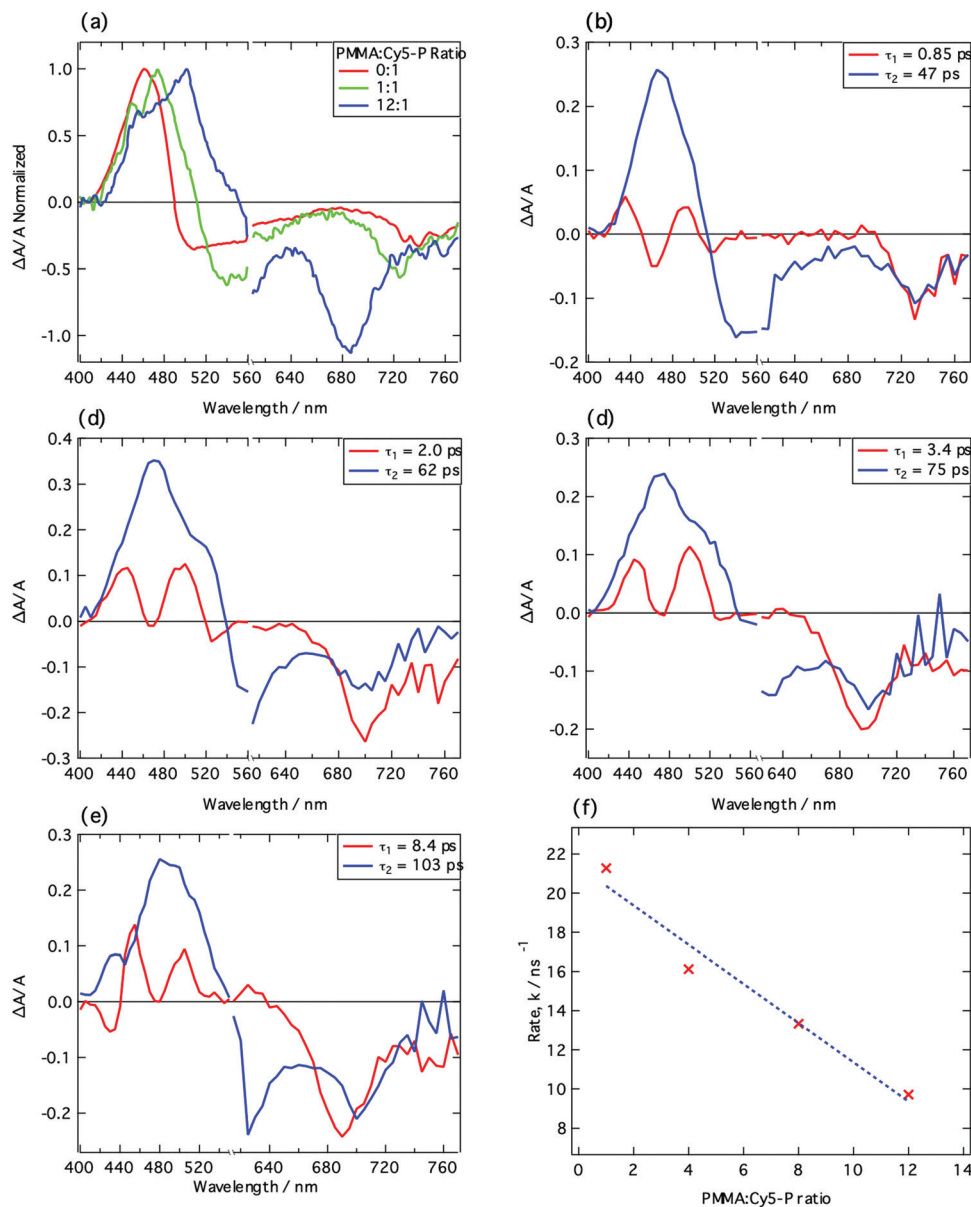 (a)
PMMA:Cy5-P Ratio
0:1
1:1
12:1
1.0
0.5
0.0
-0.5
-1.0
ΔA/ A Normalized
400 440 480 520 560 640 680 720 760
Wavelength / nm
(b)
τ1 = 0.85 ps
τ2 = 47 ps
0.3
0.2
0.1
0.0
-0.1
-0.2
ΔA/ A
400 440 480 520 560 640 680 720 760
Wavelength / nm
(d)
τ1 = 2.0 ps
τ2 = 62 ps
0.4
0.3
0.2
0.1
0.0
-0.1
-0.2
-0.3
ΔA/ A
400 440 480 520 560 640 680 720 760
Wavelength / nm
(d)
τ1 = 3.4 ps
τ2 = 75 ps
0.3
0.2
0.1
0.0
-0.1
-0.2
ΔA/ A
400 440 480 520 560 640 680 720 760
Wavelength / nm
(e)
τ1 = 8.4 ps
τ2 = 103 ps
0.3
0.2
0.1
0.0
-0.1
-0.2
ΔA/ A
400 440 480 520 560 640 680 720 760
Wavelength / nm
(f)
22
20
18
16
14
12
10
8
Rate, k / ns⁻¹
0 2 4 6 8 10 12 14
PMMA:Cy5-P ratio